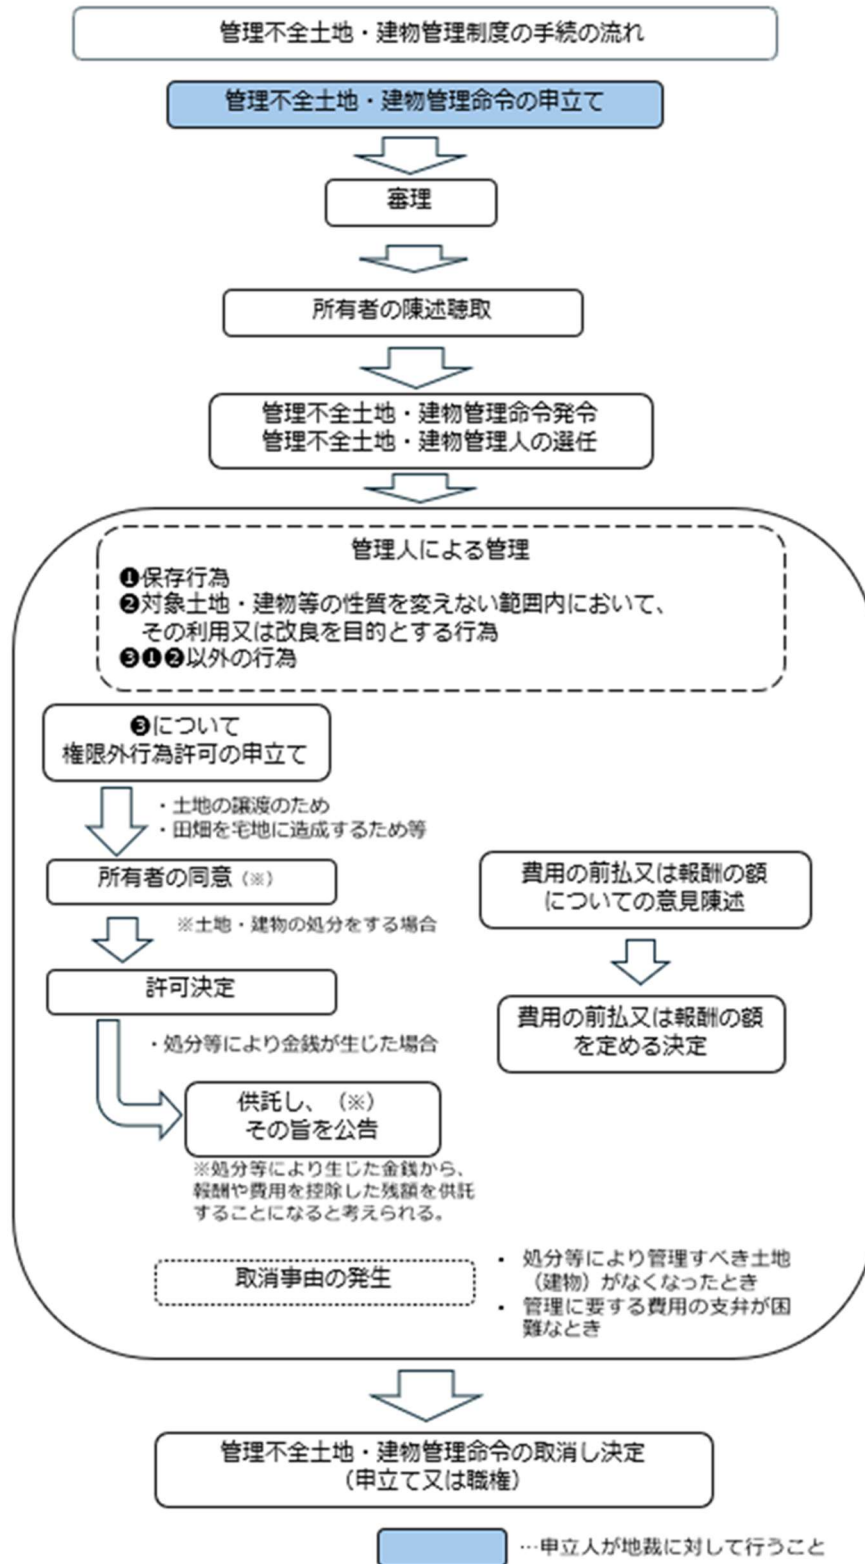 管理不全土地・建物管理制度の手続の流れ
管理不全土地・建物管理命令の申立て
審理
所有者の陳述聴取
管理不全土地・建物管理命令発令
管理不全土地・建物管理人の選任
管理人による管理
❶保存行為
❷対象土地・建物等の性質を変えない範囲内において、
その利用又は改良を目的とする行為
❸❶❷以外の行為
❸について
権限外行為許可の申立て
・土地の譲渡のため
・田畑を宅地に造成するため等
所有者の同意（※）
※土地・建物の処分をする場合
許可決定
・処分等により金銭が生じた場合
供託し、（※）
その旨を公告
※処分等により生じた金銭から、
報酬や費用を控除した残額を供託
することになると考えられる。
費用の前払又は報酬の額
についての意見陳述
費用の前払又は報酬の額
を定める決定
取消事由の発生
• 処分等により管理すべき土地
（建物）がなくなったとき
• 管理に要する費用の支弁が困
難なとき
管理不全土地・建物管理命令の取消し決定
（申立て又は職権）
…申立人が地裁に対して行うこと